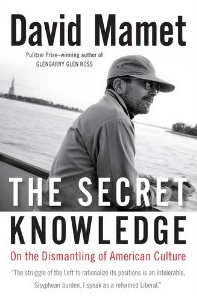 David Mamet
Pulitzer Prize–winning author of
GLENGARRY GLEN ROSS
THE SECRET
KNOWLEDGE
On the Dismantling of American Culture
"The struggle of the Left to rationalize its positions is an intolerable,
Sisyphean burden. I speak as a reformed Liberal."